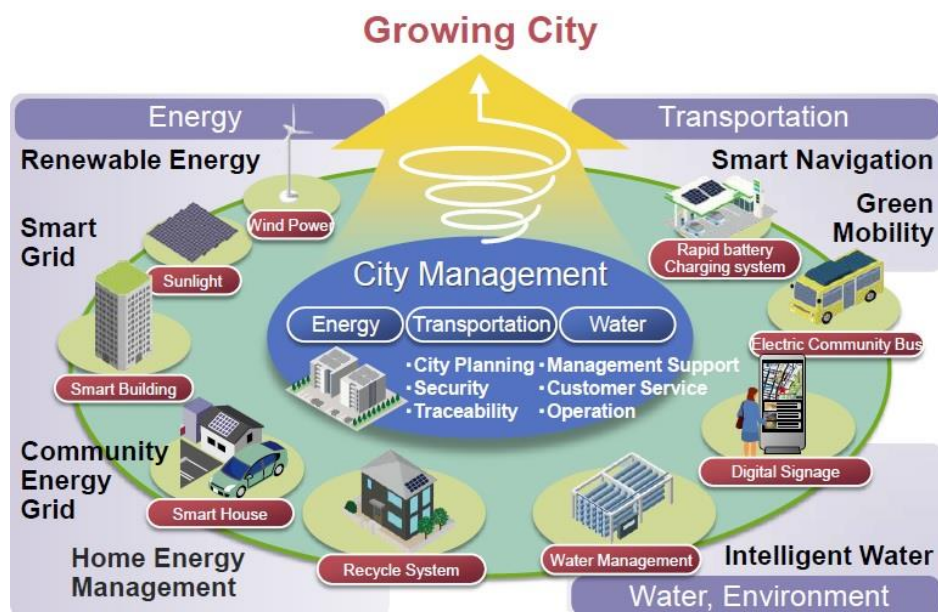 Growing City
Energy
Transportation
Renewable Energy
Smart Navigation
Green
Mobility
Smart
Grid
Wind Power
Sunlight
Rapid battery
Charging system
City Management
Energy
Transportation
Water
Electric Community Bus
Smart Building
・City Planning
・Security
・Traceability
・Management Support
・Customer Service
・Operation
Community
Energy
Grid
Smart House
Digital Signage
Recycle System
Water Management
Home Energy
Management
Intelligent Water
Water, Environment